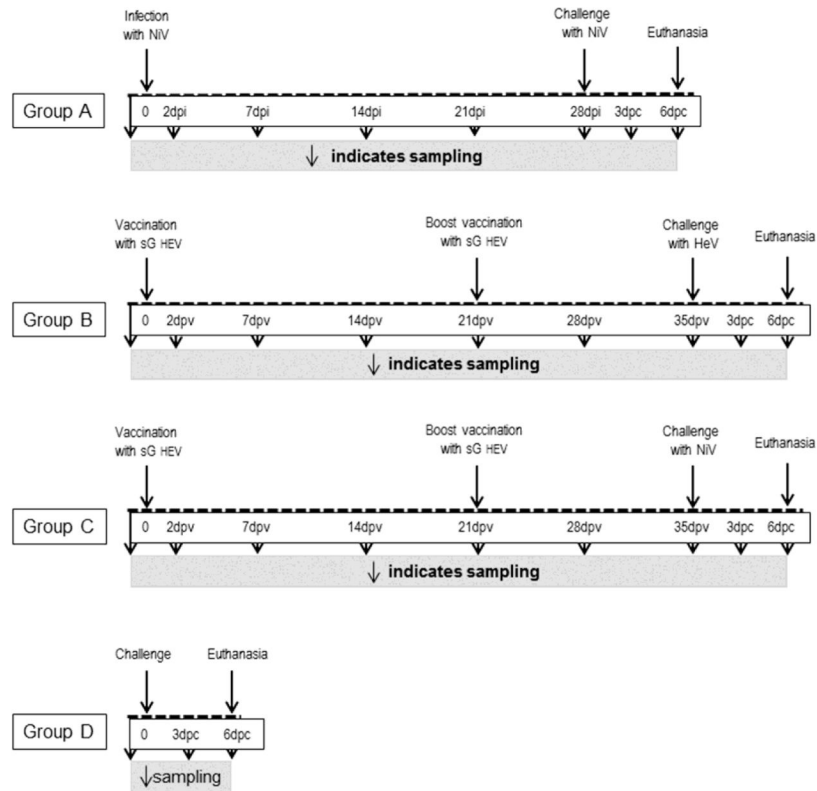 Infection
with NiV
Challenge
with NiV
Euthanasia
Group A
0 2dpi 7dpi 14dpi 21dpi 28dpi 3dpc 6dpc
↓ indicates sampling
Vaccination
with sG HEV
Boost vaccination
with sG HEV
Challenge
with HeV
Euthanasia
Group B
0 2dpv 7dpv 14dpv 21dpv 28dpv 35dpv 3dpc 6dpc
↓ indicates sampling
Vaccination
with sG HEV
Boost vaccination
with sG HEV
Challenge
with NiV
Euthanasia
Group C
0 2dpv 7dpv 14dpv 21dpv 28dpv 35dpv 3dpc 6dpc
↓ indicates sampling
Challenge
Euthanasia
Group D
0 3dpc 6dpc
↓sampling